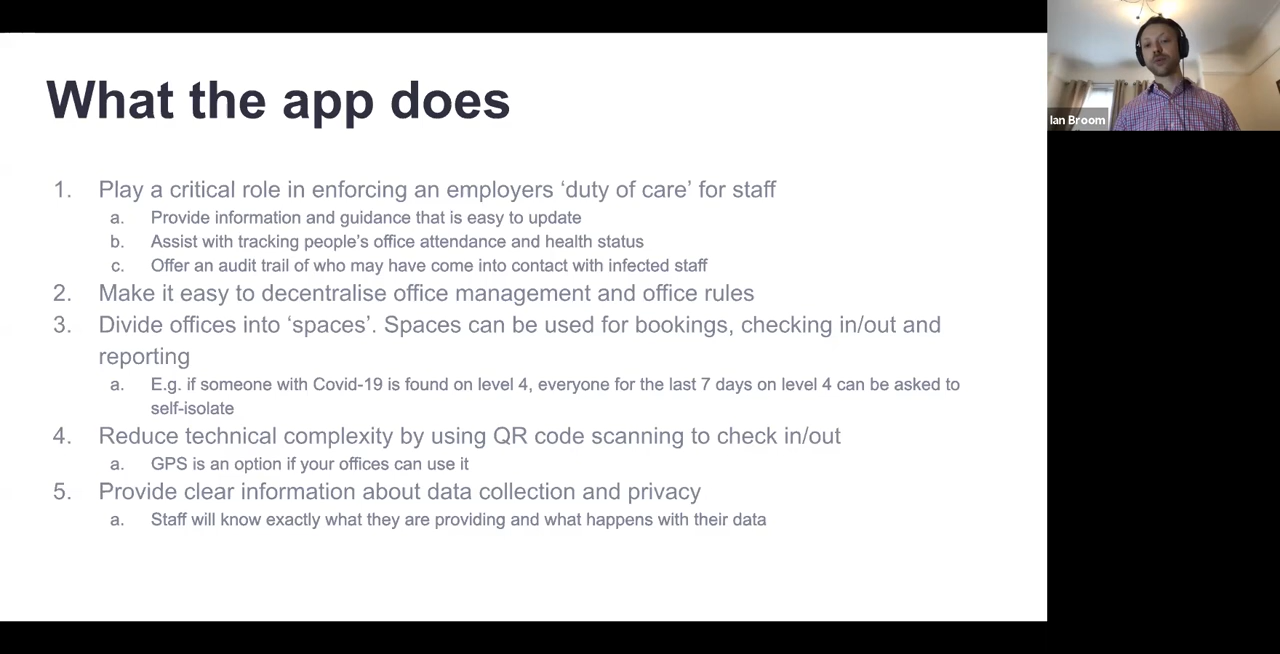 What the app does
1. Play a critical role in enforcing an employers ‘duty of care’ for staff
a. Provide information and guidance that is easy to update
b. Assist with tracking people’s office attendance and health status
c. Offer an audit trail of who may have come into contact with infected staff
2. Make it easy to decentralise office management and office rules
3. Divide offices into ‘spaces’. Spaces can be used for bookings, checking in/out and
reporting
a. E.g. if someone with Covid-19 is found on level 4, everyone for the last 7 days on level 4 can be asked to
self-isolate
4. Reduce technical complexity by using QR code scanning to check in/out
a. GPS is an option if your offices can use it
5. Provide clear information about data collection and privacy
a. Staff will know exactly what they are providing and what happens with their data
Ian Broom